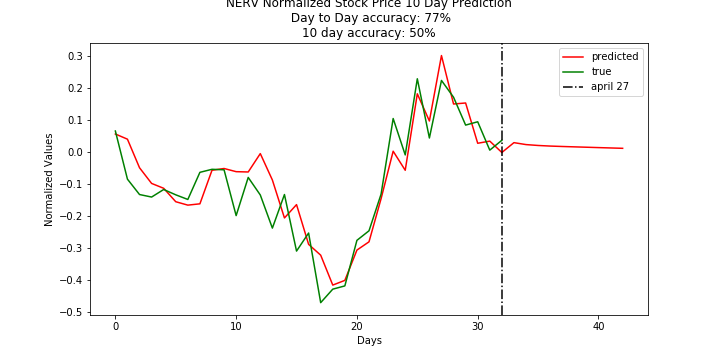 NERV Normalized Stock Price 10 Day Prediction
Day to Day accuracy: 77%
10 day accuracy: 50%
predicted
true
april 27
0.3
0.2
0.1
0.0
−0.1
−0.2
−0.3
−0.4
−0.5
Normalized Values
0 10 20 30 40
Days